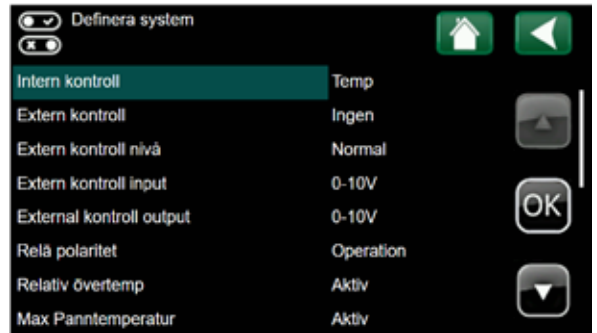 Definera system
Intern kontroll Temp
Extern kontroll Ingen
Extern kontroll nivå Normal
Extern kontroll input 0-10V
External kontroll output 0-10V
OK
Relä polaritet Operation
Relativ övertemp Aktiv
Max Panntemperatur Aktiv